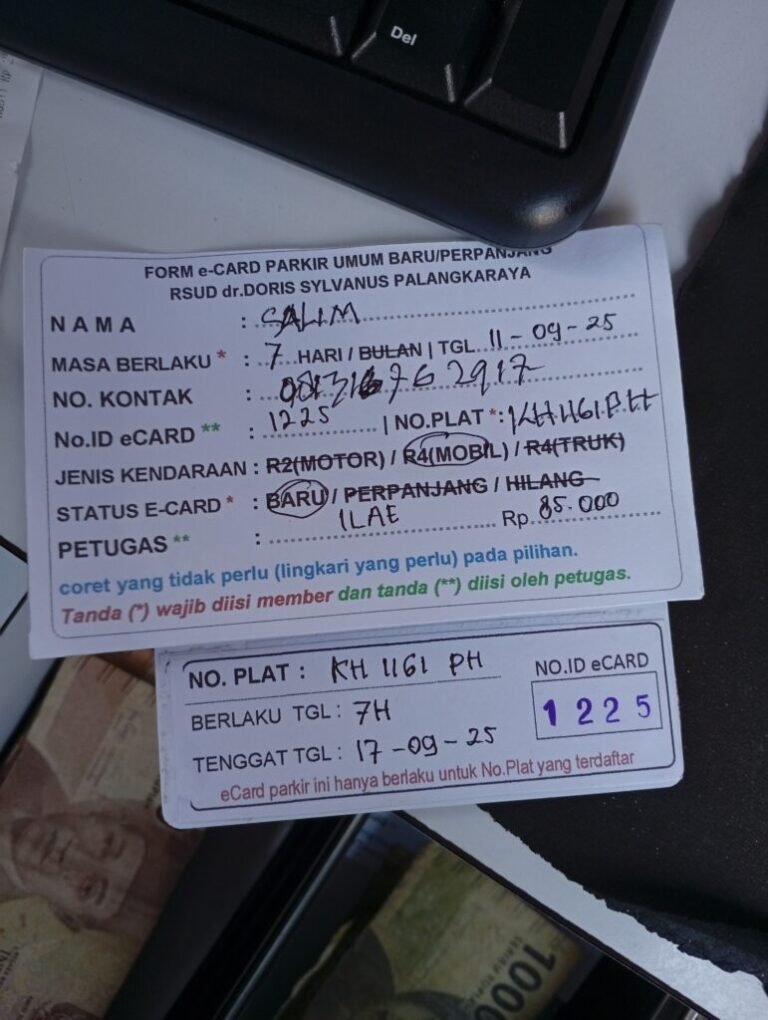 Del
FORM e-CARD PARKIR UMUM BARU/PERPANJANG
RSUD dr.DORIS SYLVANUS PALANGKARAYA
NAMA : SALIM
MASA BERLAKU * : 7 HARI / BULAN | TGL 11-09-25
NO. KONTAK :
No.ID eCARD ** : 1225 | NO.PLAT * : KH 1161 PH
JENIS KENDARAAN : R2(MOTOR) / R4(MOBIL) / R4(TRUK)
STATUS E-CARD * : BARU / PERPANJANG / HILANG
PETUGAS ** : ILAE Rp. 85.000
coret yang tidak perlu (lingkari yang perlu) pada pilihan.
Tanda (*) wajib diisi member dan tanda (**) diisi oleh petugas.
NO. PLAT : KH 1161 PH
NO.ID eCARD
BERLAKU TGL : 7H
1225
TENGGAT TGL : 17-09-25
eCard parkir ini hanya berlaku untuk No.Plat yang terdaftar